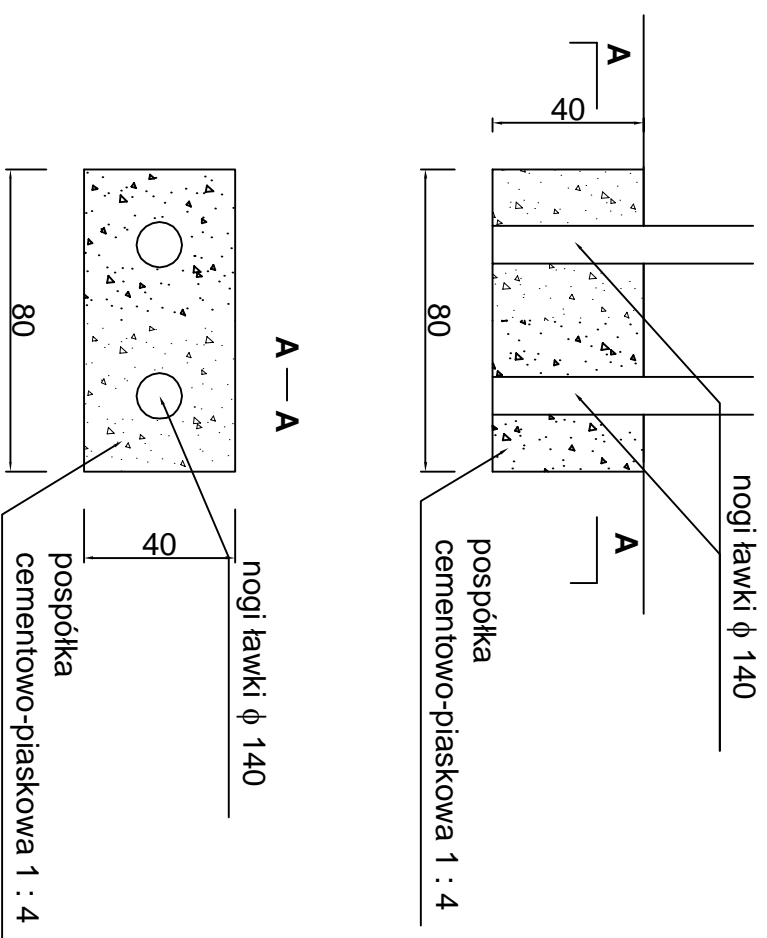 A
40
80
A
nogi ławki ϕ 140
pospółka
cementowo-piaskowa 1 : 4
A — A
80
40
nogi ławki ϕ 140
pospółka
cementowo-piaskowa 1 : 4